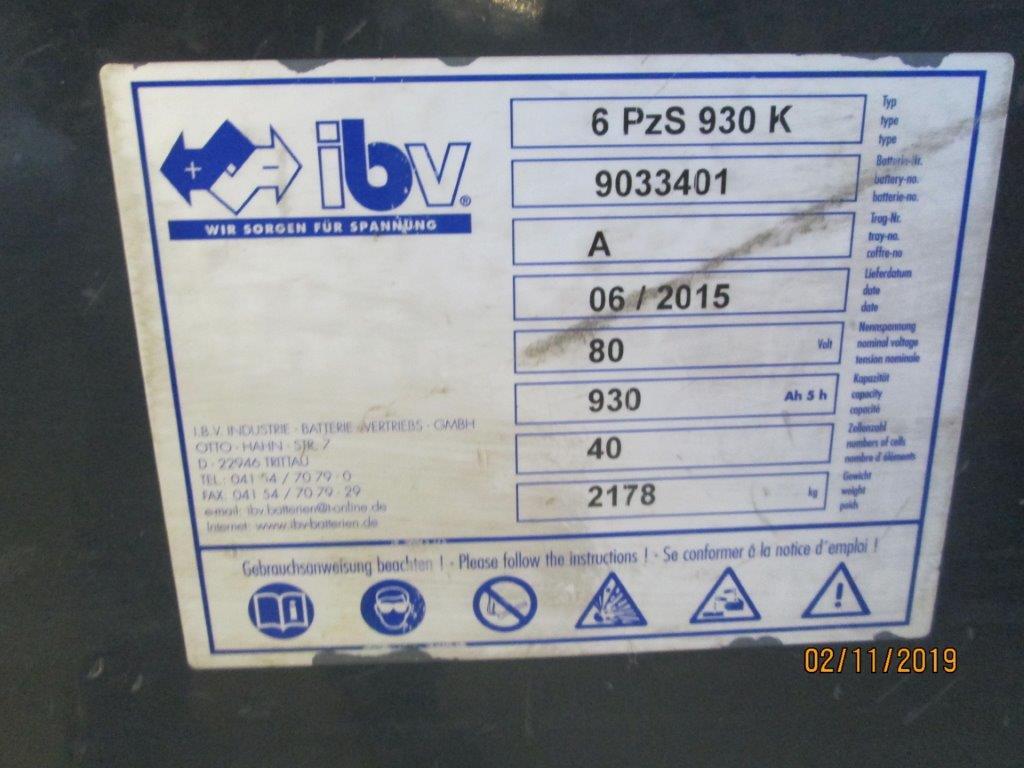 ibv®
WIR SORGEN FÜR SPANNUNG
6 PzS 930 K
Typ
type
type
9033401
Batterie-Nr.
battery-no.
batterie-no.
A
Trog-Nr.
tray-no.
coffre-no
06 / 2015
Lieferdatum
date
date
80 Volt
Nennspannung
nominal voltage
tension nominale
930 Ah 5 h
Kapazität
capacity
capacité
40
Zellenzahl
numbers of cells
nombre d'éléments
2178 kg
Gewicht
weight
poids
I.B.V. INDUSTRIE - BATTERIE - VERTRIEBS - GMBH
OTTO - HAHN - STR. 7
D - 22946 TRITTAU
TEL.: 041 54 / 70 79 - 0
FAX: 041 54 / 70 79 - 29
e-mail: ibv.batterien@t-online.de
Internet: www.ibv-batterien.de
Gebrauchsanweisung beachten ! - Please follow the instructions ! - Se conformer à la notice d'emploi !
02/11/2019